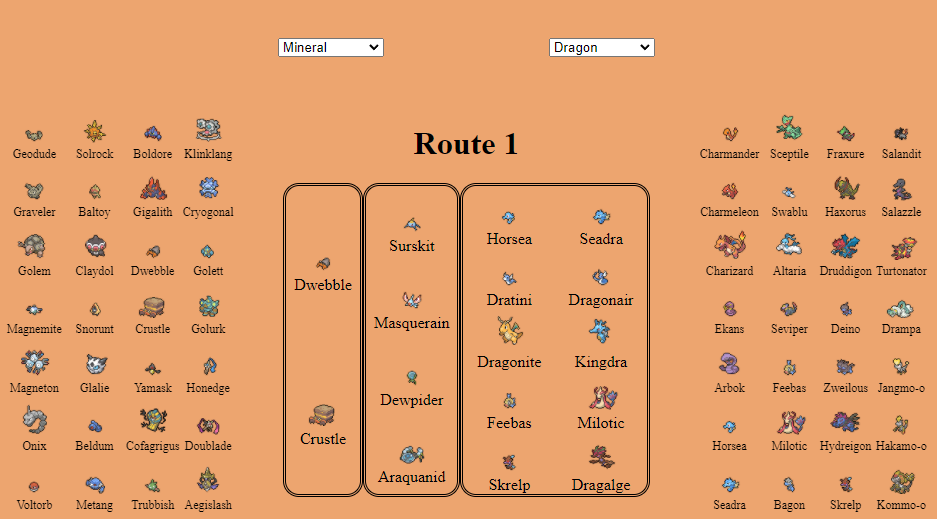 Mineral Dragon
Route 1
Geodude Solrock Boldore Klinklang
Graveler Baltoy Gigalith Cryogonal
Golem Claydol Dwebble Golett
Magnemite Snorunt Crustle Golurk
Magneton Glalie Yamask Honedge
Onix Beldum Cofagrigus Doublade
Voltorb Metang Trubbish Aegislash
Dwebble
Crustle
Surskit
Masquerain
Dewpider
Araquanid
Horsea Seadra
Dratini Dragonair
Dragonite Kingdra
Feebas Milotic
Skrelp Dragalge
Charmander Sceptile Fraxure Salandit
Charmeleon Swablu Haxorus Salazzle
Charizard Altaria Druddigon Turtonator
Ekans Seviper Deino Drampa
Arbok Feebas Zweilous Jangmo-o
Horsea Milotic Hydreigon Hakamo-o
Seadra Bagon Skrelp Kommo-o